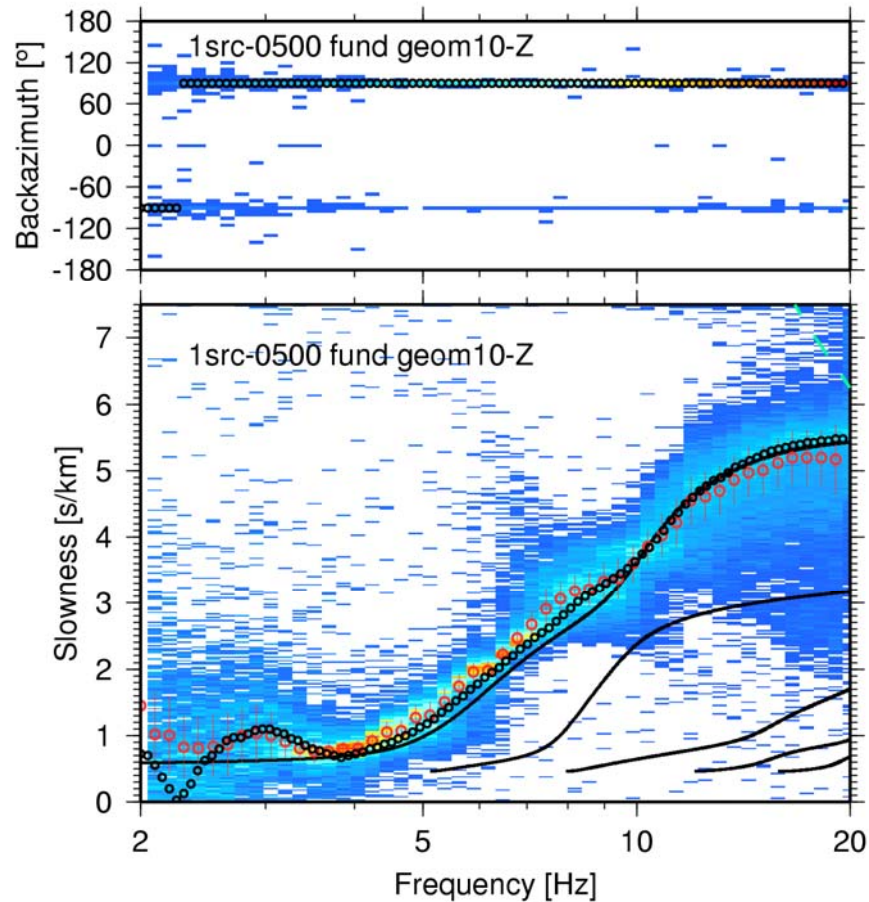 180
120
60
0
-60
-120
-180
Backazimuth [º]
1src-0500 fund geom10-Z
7
6
5
4
3
2
1
0
Slowness [s/km]
1src-0500 fund geom10-Z
2 5 10 20
Frequency [Hz]